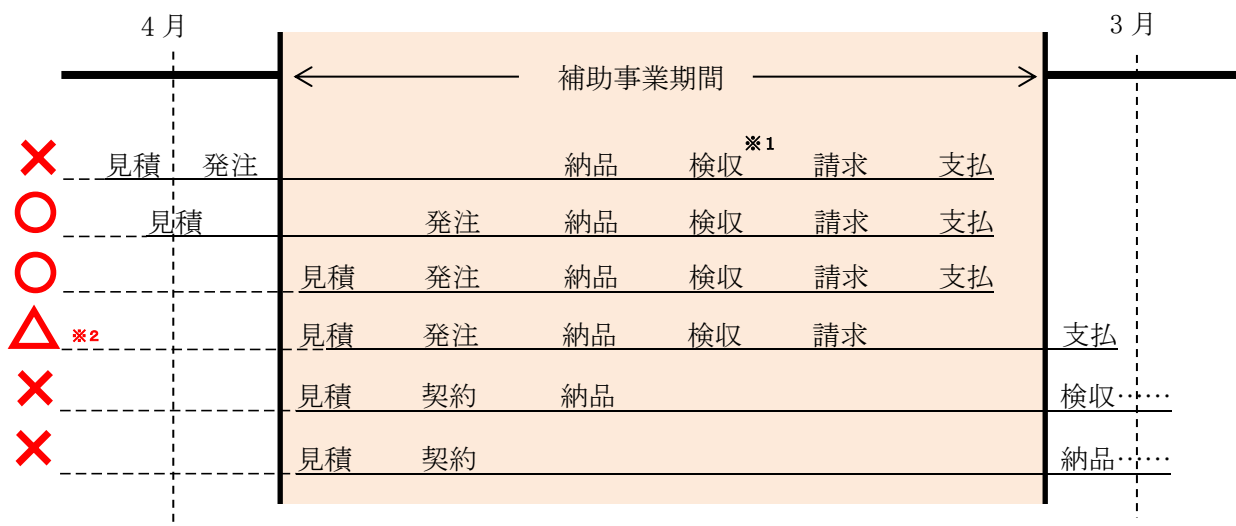 4月
3月
補助事業期間
見積 発注 納品 検収※1 請求 支払
見積 発注 納品 検収 請求 支払
見積 発注 納品 検収 請求 支払
※2 見積 発注 納品 検収 請求 支払
見積 契約 納品 検収……
見積 契約 納品……